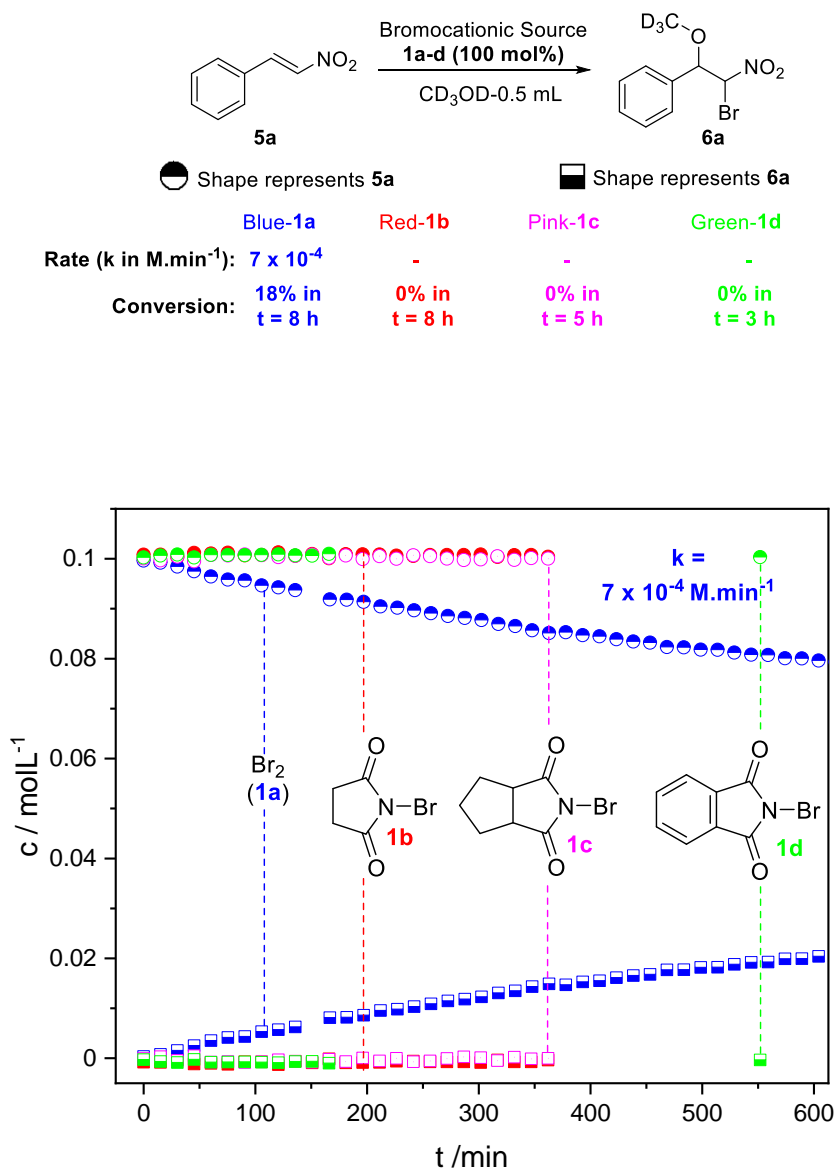 Bromocationic Source
1a-d (100 mol%)
CD₃OD-0.5 mL
NO₂
5a
D₃C
O
NO₂
Br
6a
Shape represents 5a
Shape represents 6a
Blue-1a Red-1b Pink-1c Green-1d
Rate (k in M.min⁻¹): 7 x 10⁻⁴ - - -
Conversion: 18% in t = 8 h 0% in t = 8 h 0% in t = 5 h 0% in t = 3 h
k =
7 x 10⁻⁴ M.min⁻¹
Br₂
(1a)
O
N
Br
O
1b
O
N
Br
O
1c
O
N
Br
O
1d
c / molL⁻¹
0.1
0.08
0.06
0.04
0.02
0
0 100 200 300 400 500 600
t /min